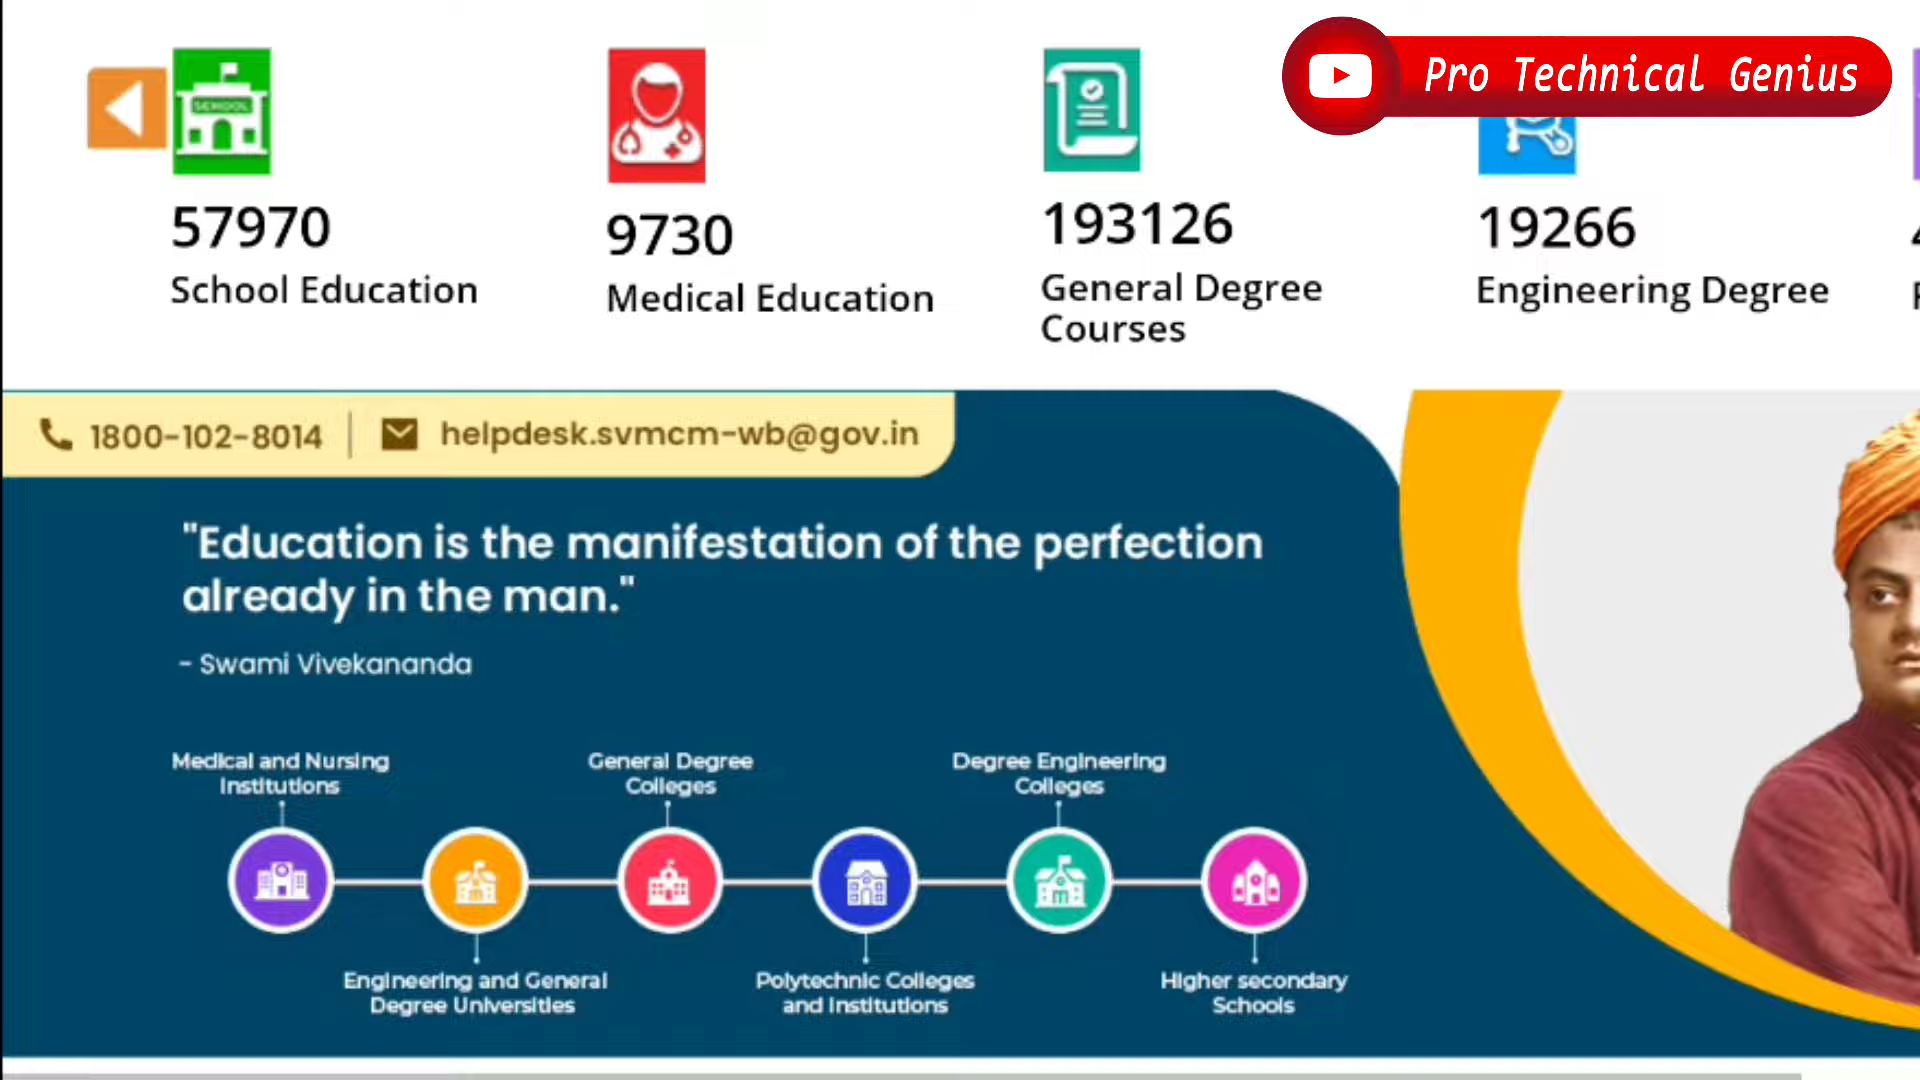 Pro Technical Genius
SCHOOL
57970
School Education
9730
Medical Education
193126
General Degree
Courses
19266
Engineering Degree
1800-102-8014
helpdesk.svmcm-wb@gov.in
"Education is the manifestation of the perfection
already in the man."
- Swami Vivekananda
Medical and Nursing
Institutions
General Degree
Colleges
Degree Engineering
Colleges
Engineering and General
Degree Universities
Polytechnic Colleges
and Institutions
Higher secondary
Schools